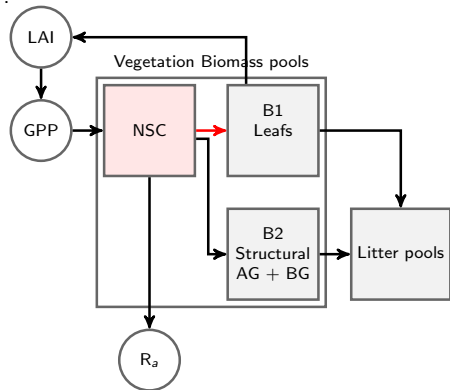 .
LAI
Vegetation Biomass pools
GPP
NSC
B1
Leafs
B2
Structural
AG + BG
Litter pools
Rₐ